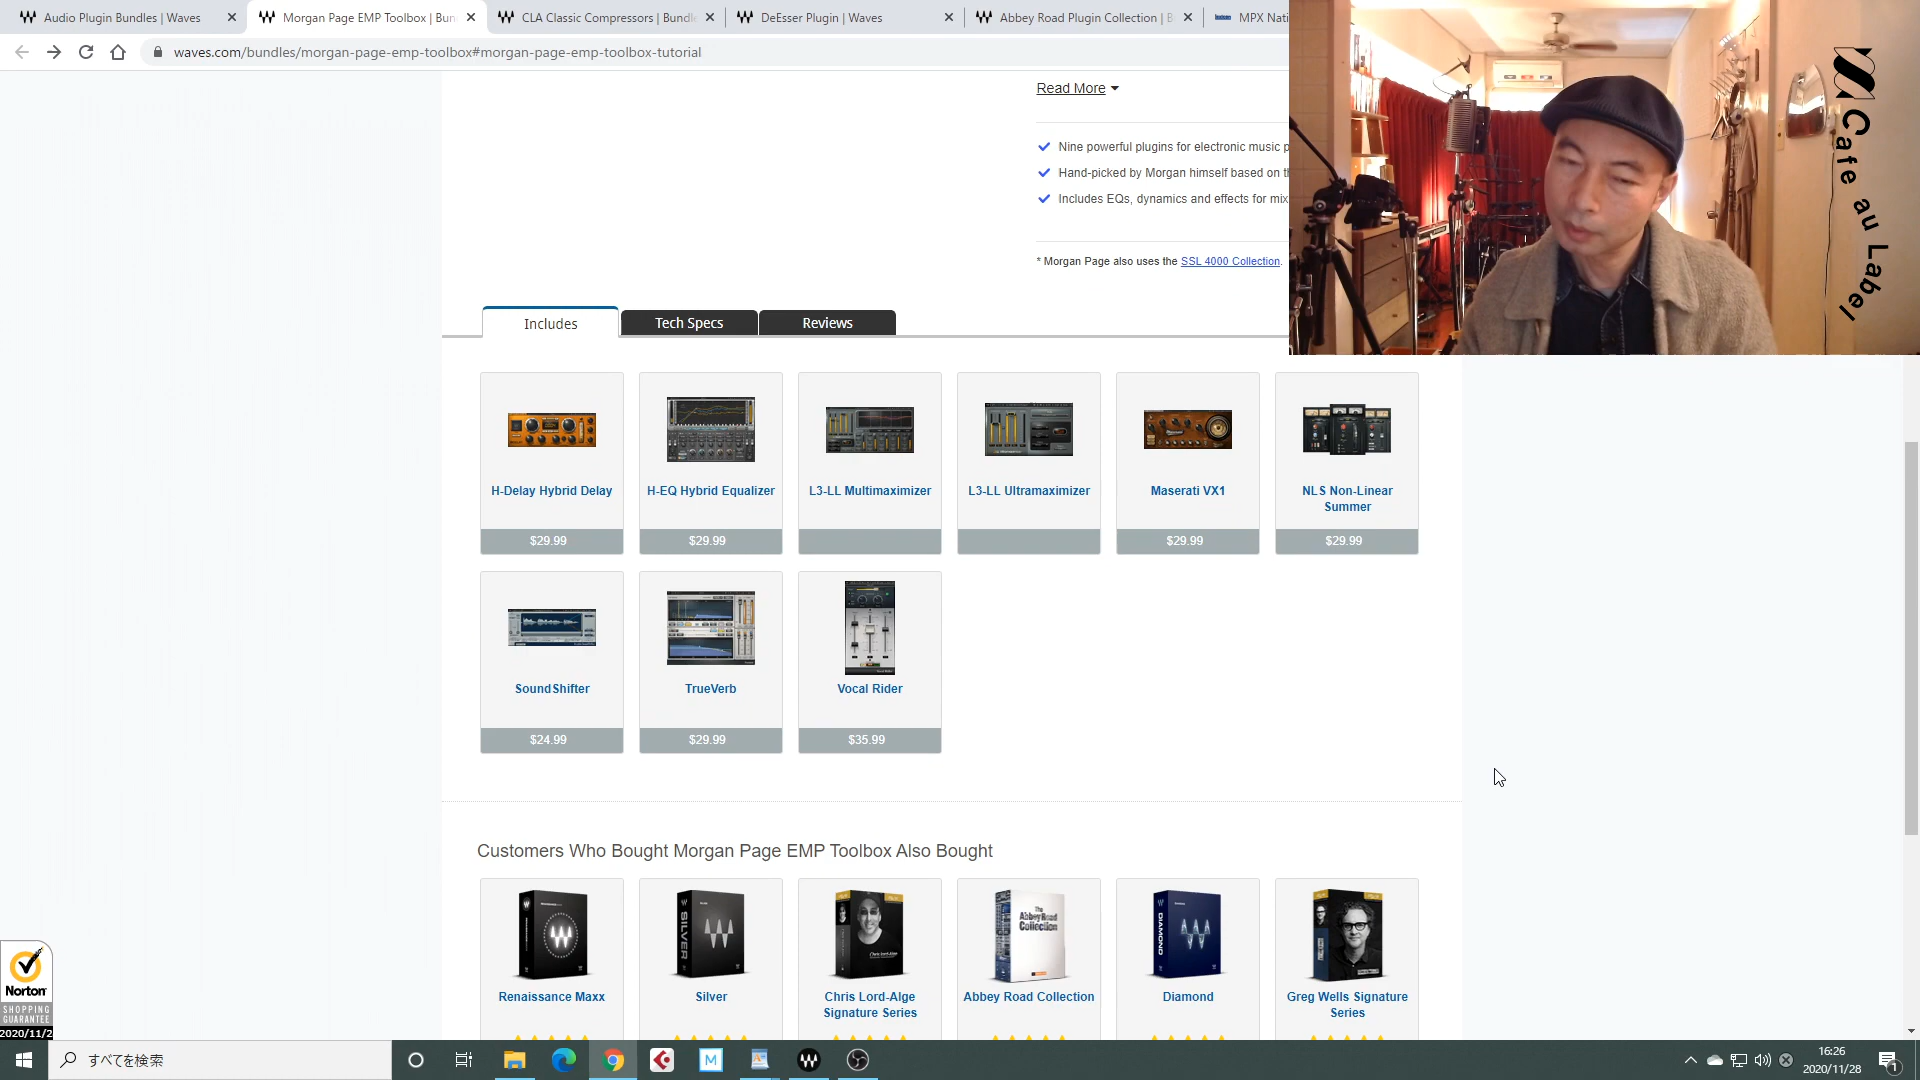 Audio Plugin Bundles | Waves
Morgan Page EMP Toolbox | Bun
CLA Classic Compressors | Bundl
DeEsser Plugin | Waves
Abbey Road Plugin Collection | B
MPX Nati
waves.com/bundles/morgan-page-emp-toolbox#morgan-page-emp-toolbox-tutorial
Read More
Nine powerful plugins for electronic music p
Hand-picked by Morgan himself based on th
Includes EQs, dynamics and effects for mix
* Morgan Page also uses the SSL 4000 Collection.
Cafe au Label
Includes
Tech Specs
Reviews
H-Delay Hybrid Delay
H-EQ Hybrid Equalizer
L3-LL Multimaximizer
L3-LL Ultramaximizer
Maserati VX1
NLS Non-Linear
Summer
$29.99
$29.99
$29.99
$29.99
SoundShifter
TrueVerb
Vocal Rider
$24.99
$29.99
$35.99
Customers Who Bought Morgan Page EMP Toolbox Also Bought
SILVER
The
Abbey Road
Collection
DIAMOND
Renaissance Maxx
Silver
Chris Lord-Alge
Signature Series
Abbey Road Collection
Diamond
Greg Wells Signature
Series
Norton
SHOPPING
GUARANTEE
2020/11/2
すべてを検索
16:26
2020/11/28